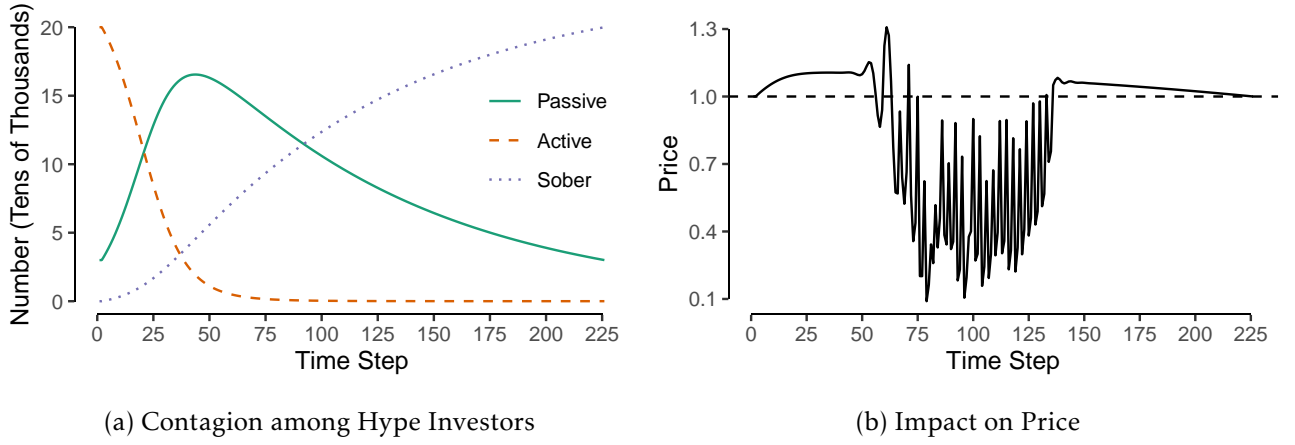 20
15
10
5
0
Number (Tens of Thousands)
Passive
Active
Sober
0 25 50 75 100 125 150 175 200 225
Time Step
(a) Contagion among Hype Investors
1.3
1.0
0.7
0.4
0.1
Price
0 25 50 75 100 125 150 175 200 225
Time Step
(b) Impact on Price